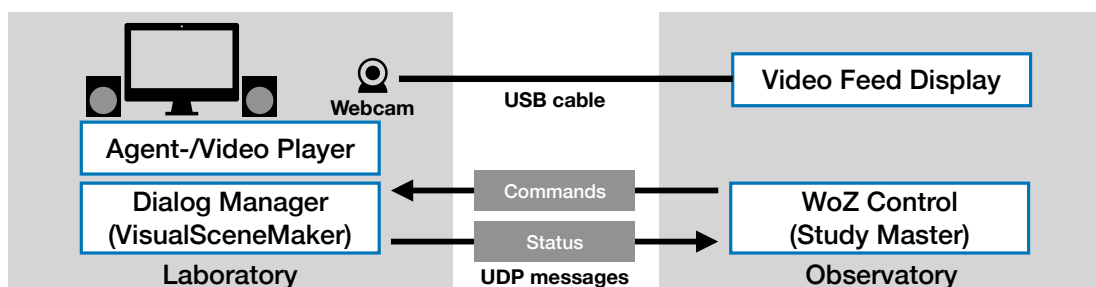 Webcam
USB cable
Video Feed Display
Agent-/Video Player
Dialog Manager
(VisualSceneMaker)
Commands
Status
UDP messages
WoZ Control
(Study Master)
Laboratory
Observatory